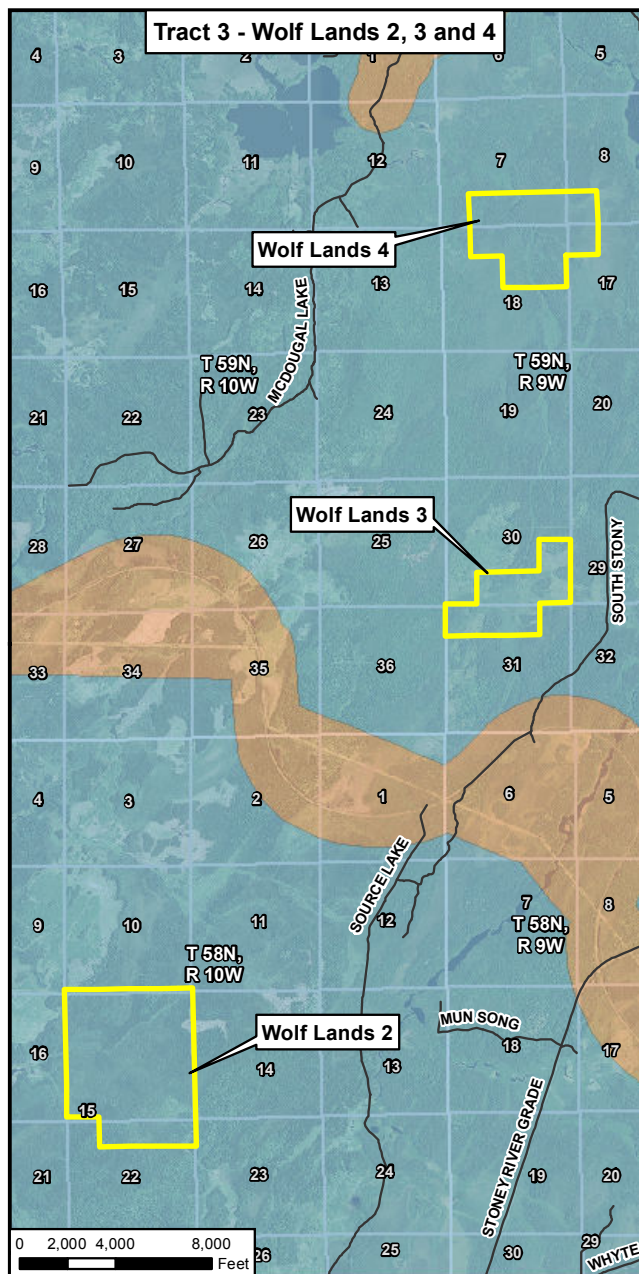 Tract 3 - Wolf Lands 2, 3 and 4
4 3 2 1 6 5
9 10 11 12 7 8
Wolf Lands 4
16 15 14 13 18 17
MCDOUGAL LAKE
T 59N,
R 10W
T 59N,
R 9W
21 22 23 24 19 20
Wolf Lands 3
28 27 26 25 30 29
SOUTH STONY
33 34 35 36 31 32
4 3 2 1 6 5
SOURCE LAKE
9 10 11 12 7 8
T 58N,
R 10W
T 58N,
R 9W
MUN SONG
Wolf Lands 2
16 15 14 13 18 17
STONEY RIVER GRADE
21 22 23 24 19 20
26 25 30 29
WHYTE
0 2,000 4,000 8,000
Feet